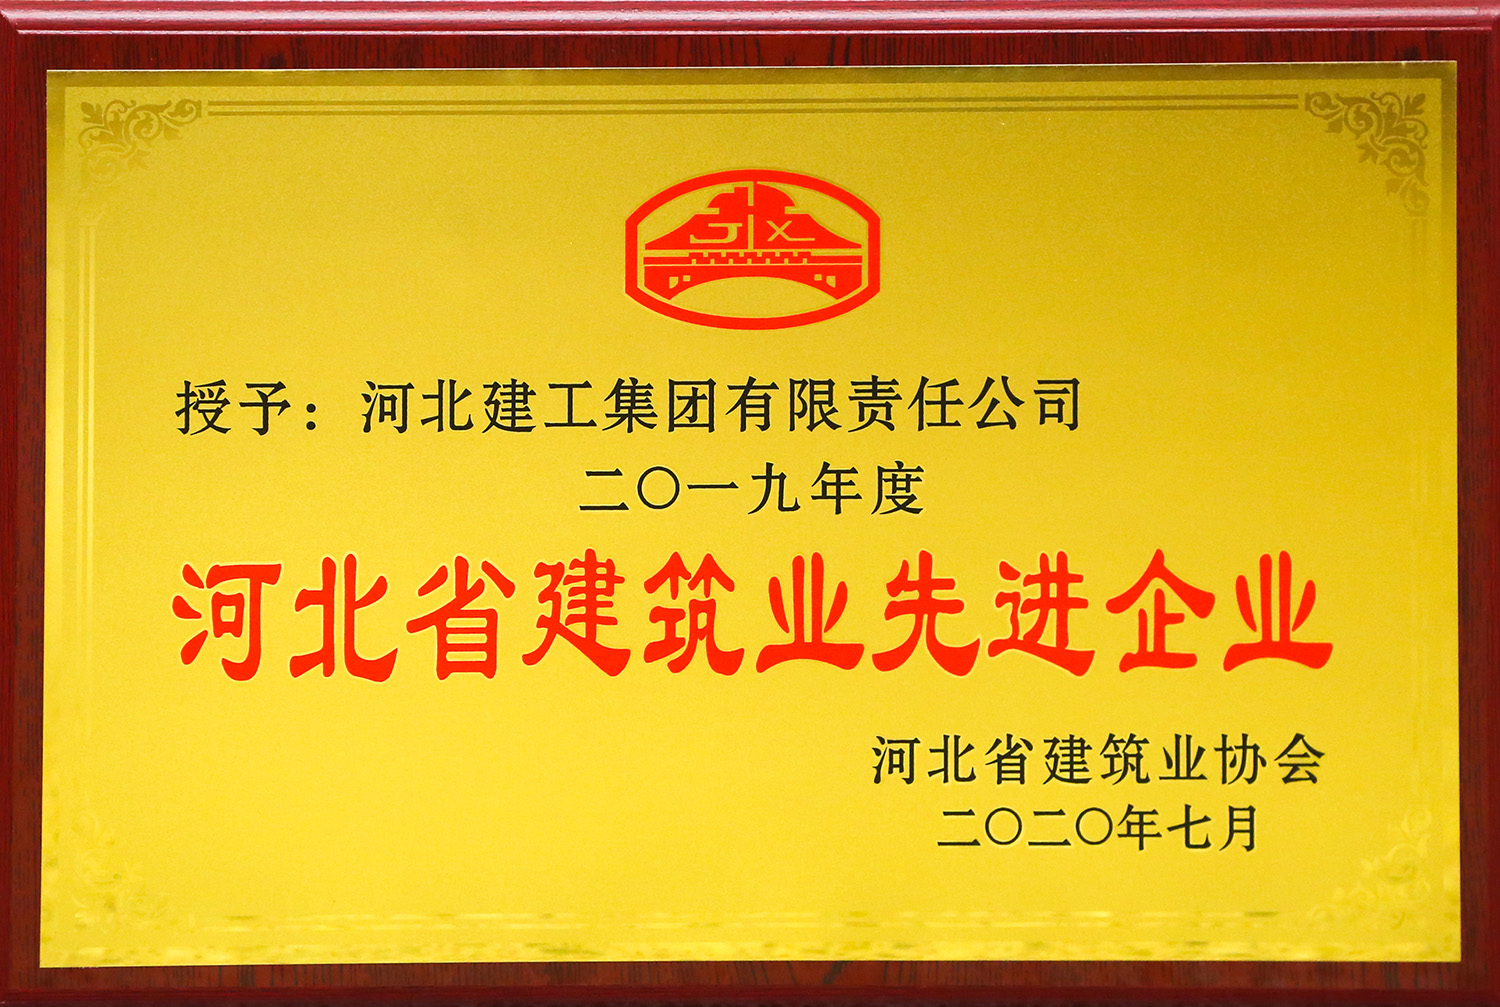 JX
授予：河北建工集团有限责任公司
二〇一九年度
河北省建筑业先进企业
河北省建筑业协会
二〇二〇年七月